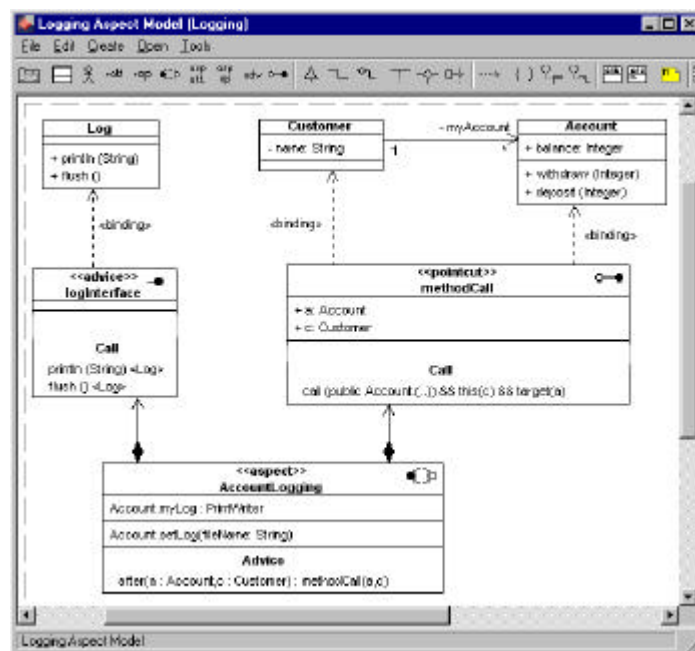 Logging Aspect Model (Logging)
File Edit Create Open Tools
Log
+ println (String)
+ flush ()
Customer
- name: String
- myAccount
1
Account
+ balance: Integer
+ withdraw (Integer)
+ deposit (Integer)
«binding»
«binding»
«binding»
<<advice>>
logInterface
Call
println (String) <Log>
flush () <Log>
<<pointcut>>
methodCall
+ a: Account
+ c: Customer
Call
call (public Account.(..)) && this(c) && target(a)
<<aspect>>
AccountLogging
Account.myLog : PrintWriter
Account.setLog(fileName: String)
Advice
after(a : Account,c : Customer) : methodCall(a,c)
Logging Aspect Model